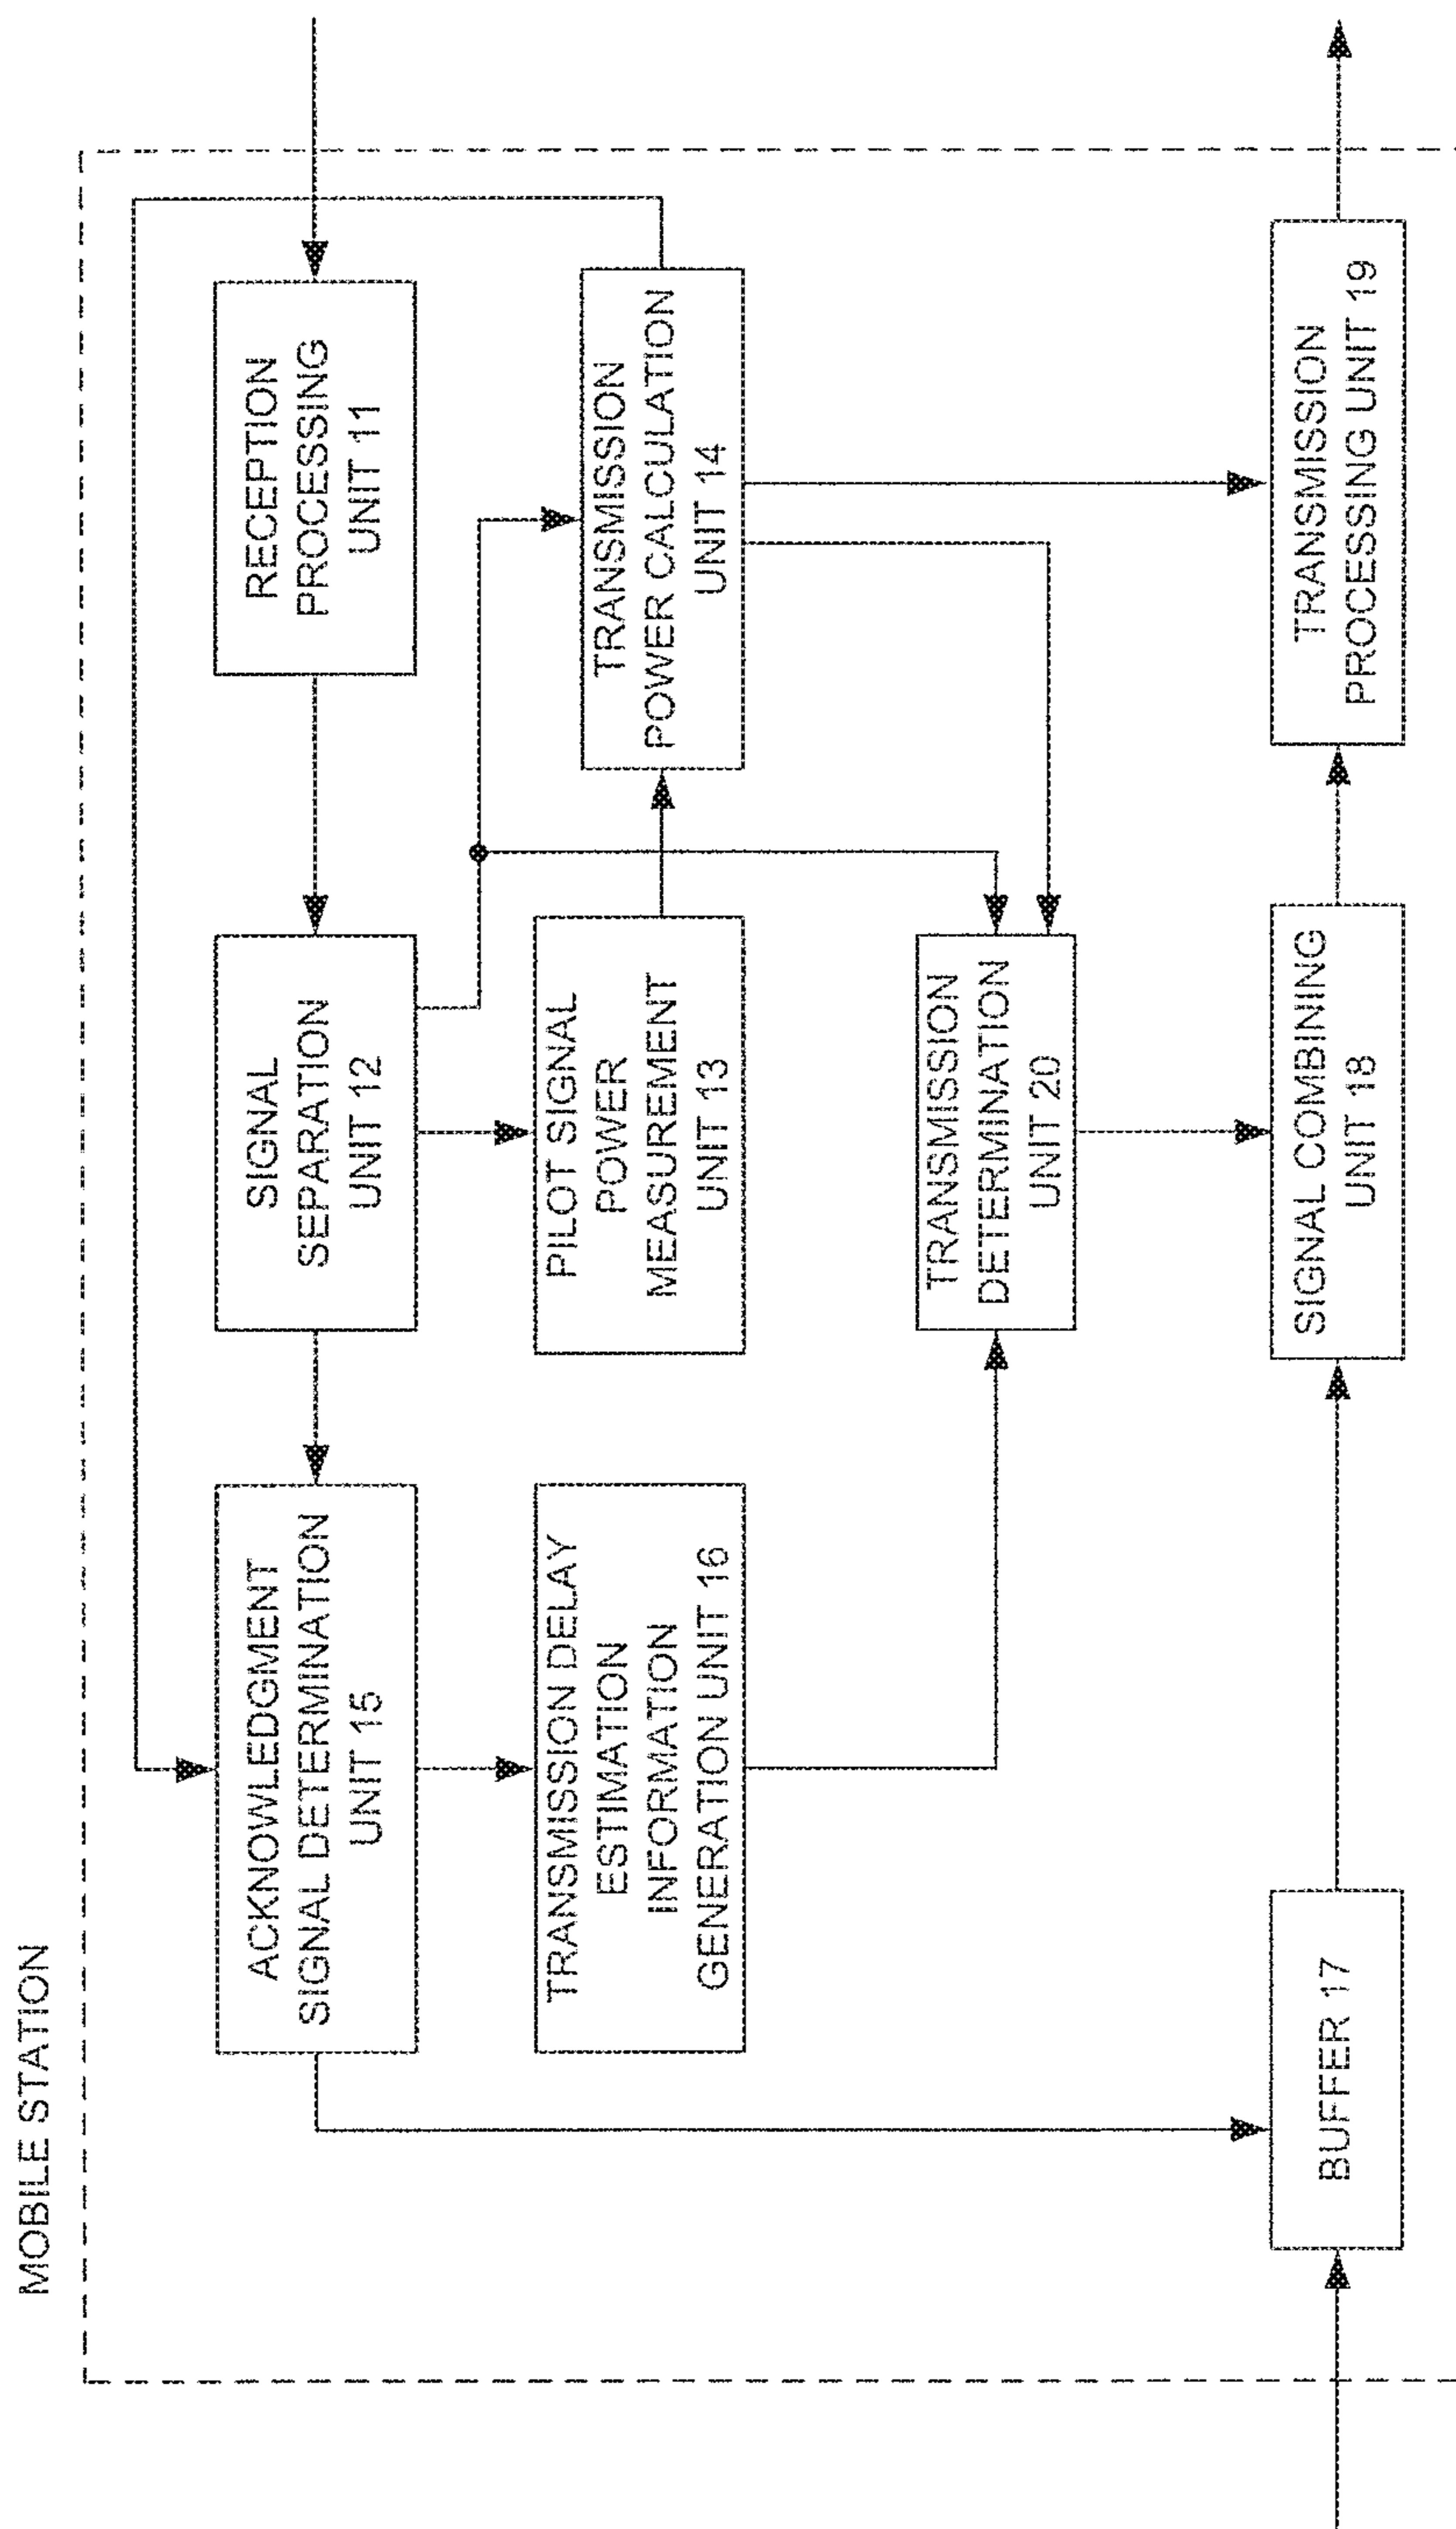 MOBILE STATION
ACKNOWLEDGMENT
SIGNAL DETERMINATION
UNIT 15
SIGNAL
SEPARATION
UNIT 12
RECEPTION
PROCESSING
UNIT 11
TRANSMISSION DELAY
ESTIMATION
INFORMATION
GENERATION UNIT 16
PILOT SIGNAL
POWER
MEASUREMENT
UNIT 13
TRANSMISSION
POWER CALCULATION
UNIT 14
TRANSMISSION
DETERMINATION
UNIT 20
BUFFER 17
SIGNAL COMBINING
UNIT 18
TRANSMISSION
PROCESSING UNIT 19